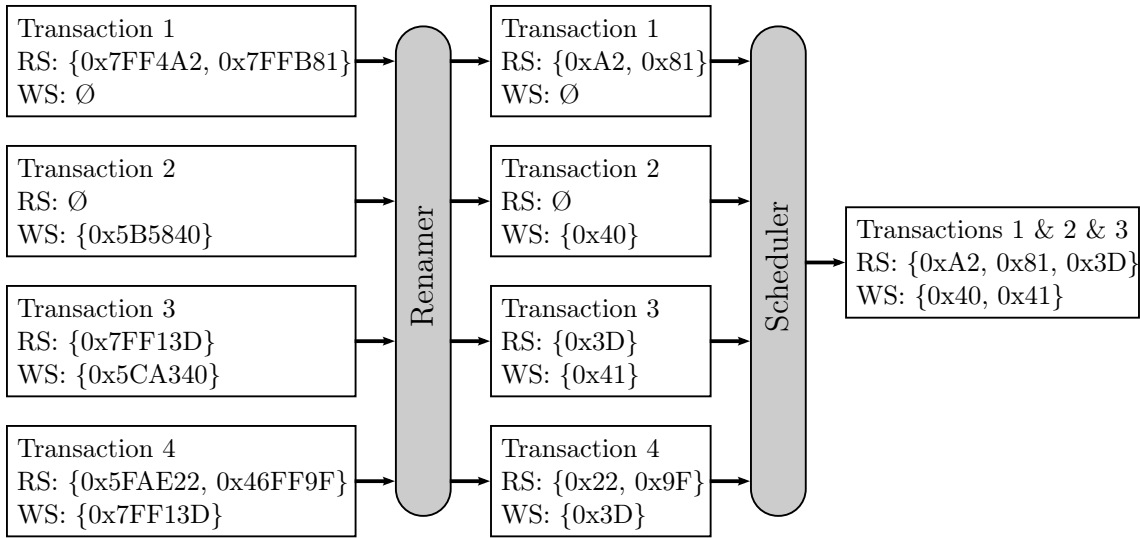 Transaction 1
RS: {0x7FF4A2, 0x7FFB81}
WS: Ø
Transaction 2
RS: Ø
WS: {0x5B5840}
Transaction 3
RS: {0x7FF13D}
WS: {0x5CA340}
Transaction 4
RS: {0x5FAE22, 0x46FF9F}
WS: {0x7FF13D}
Renamer
Transaction 1
RS: {0xA2, 0x81}
WS: Ø
Transaction 2
RS: Ø
WS: {0x40}
Transaction 3
RS: {0x3D}
WS: {0x41}
Transaction 4
RS: {0x22, 0x9F}
WS: {0x3D}
Scheduler
Transactions 1 & 2 & 3
RS: {0xA2, 0x81, 0x3D}
WS: {0x40, 0x41}